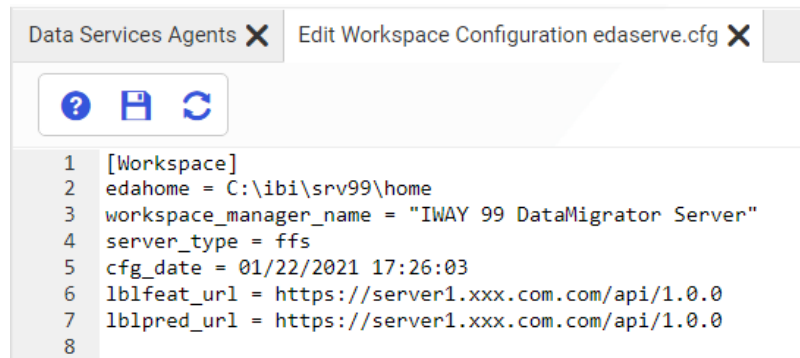 Data Services Agents
Edit Workspace Configuration edaserve.cfg
1 [Workspace]
2 edahome = C:\ibi\srv99\home
3 workspace_manager_name = "IWAY 99 DataMigrator Server"
4 server_type = ffs
5 cfg_date = 01/22/2021 17:26:03
6 lblfeat_url = https://server1.xxx.com.com/api/1.0.0
7 lblpred_url = https://server1.xxx.com.com/api/1.0.0
8